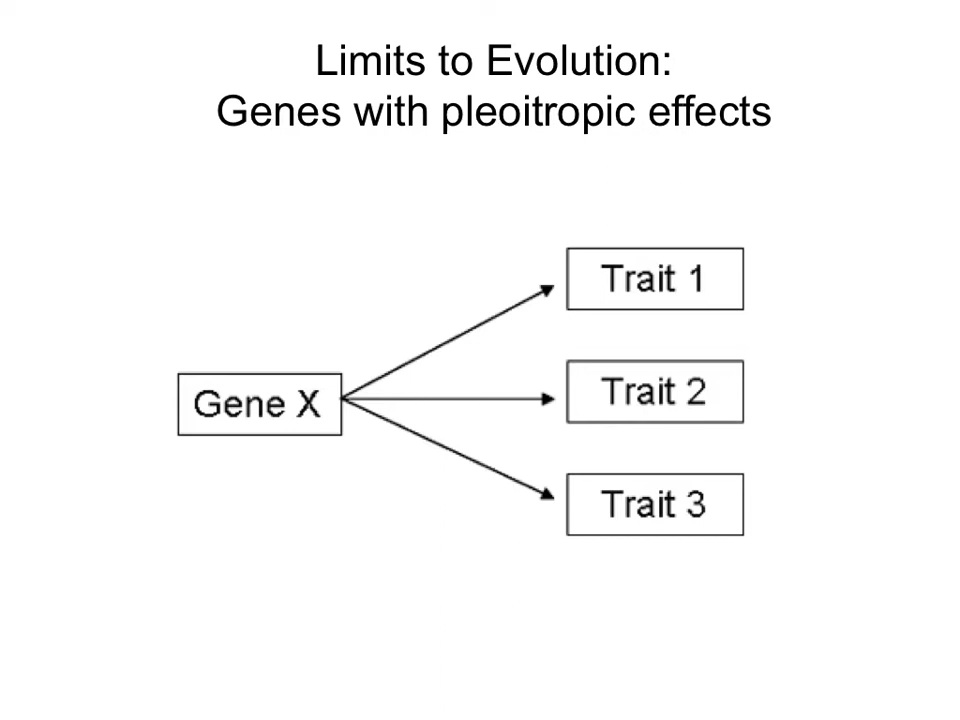 Limits to Evolution:
Genes with pleoitropic effects
Trait 1
Gene X
Trait 2
Trait 3